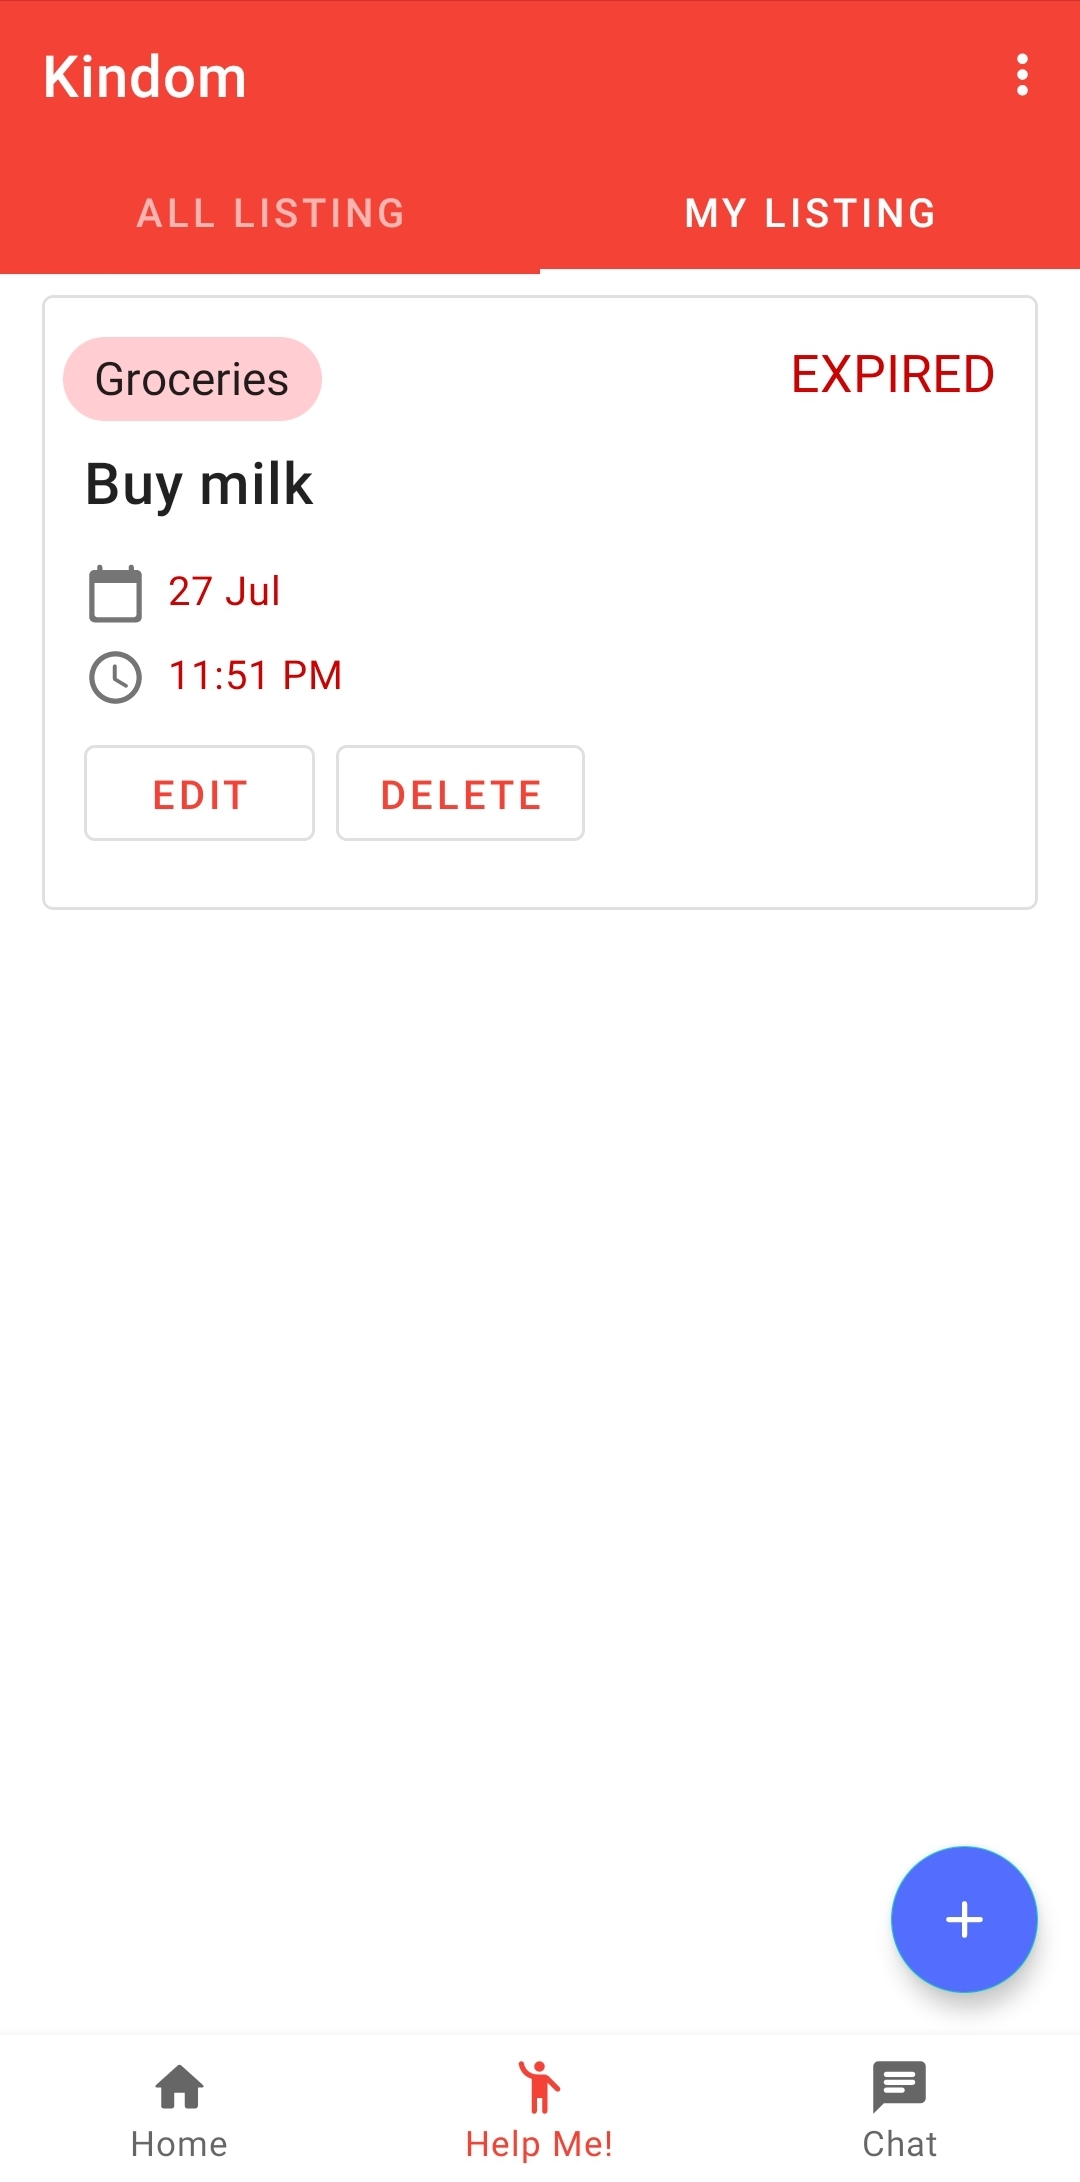 Kindom
ALL LISTING
MY LISTING
Groceries
EXPIRED
Buy milk
27 Jul
11:51 PM
EDIT
DELETE
Home
Help Me!
Chat